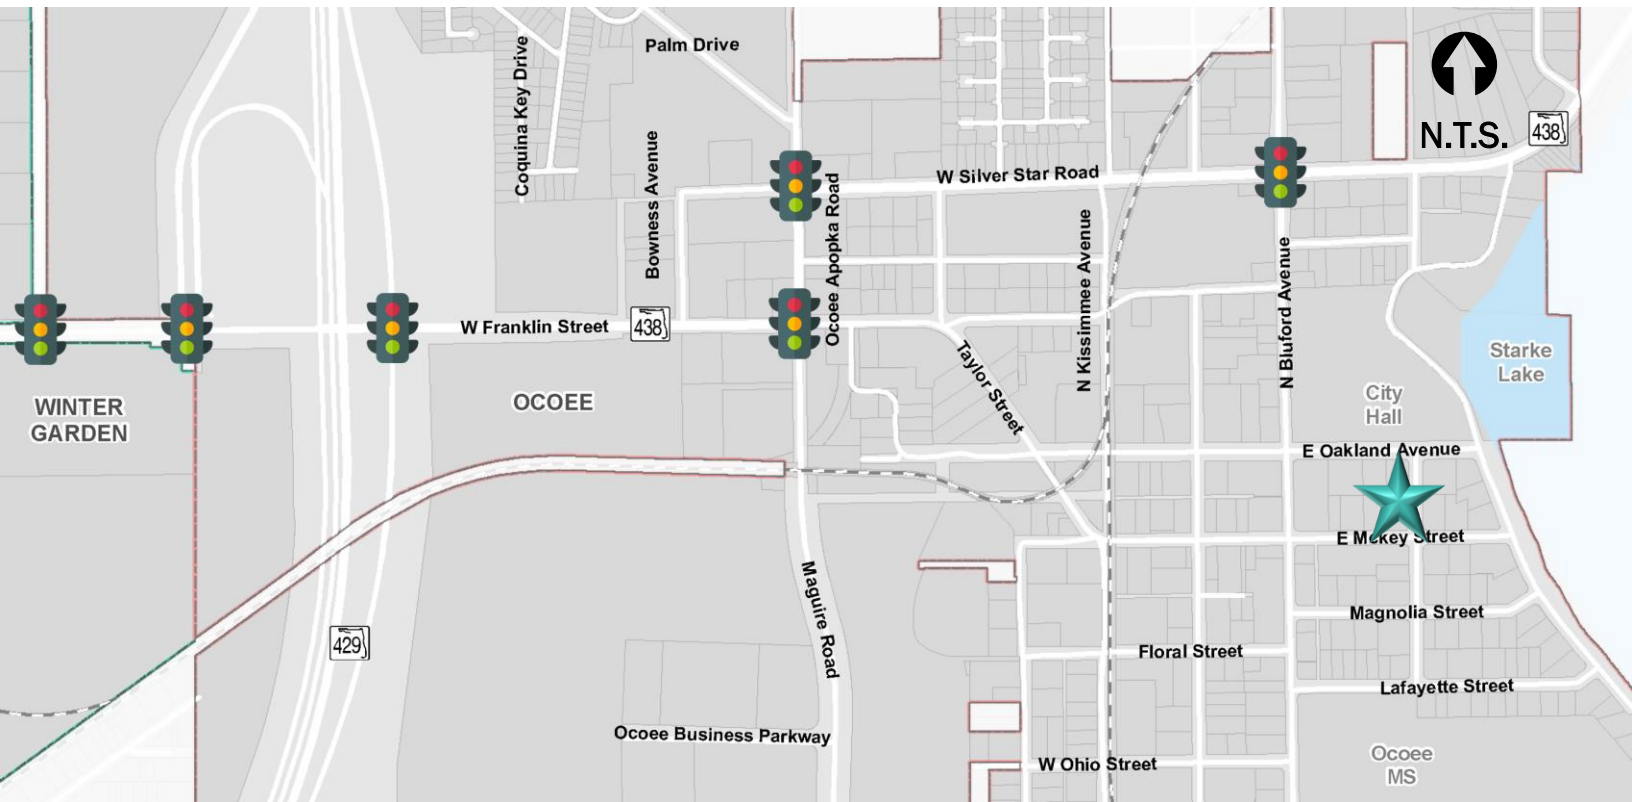 Palm Drive
Coquina Key Drive
N.T.S.
438
Bowness Avenue
W Silver Star Road
Ocoee Apopka Road
N Kissimmee Avenue
N Bluford Avenue
W Franklin Street
438
Taylor Street
Starke
Lake
WINTER
GARDEN
OCOEE
City
Hall
E Oakland Avenue
E Mckey Street
Maguire Road
Magnolia Street
429
Floral Street
Lafayette Street
Ocoee Business Parkway
W Ohio Street
Ocoee
MS